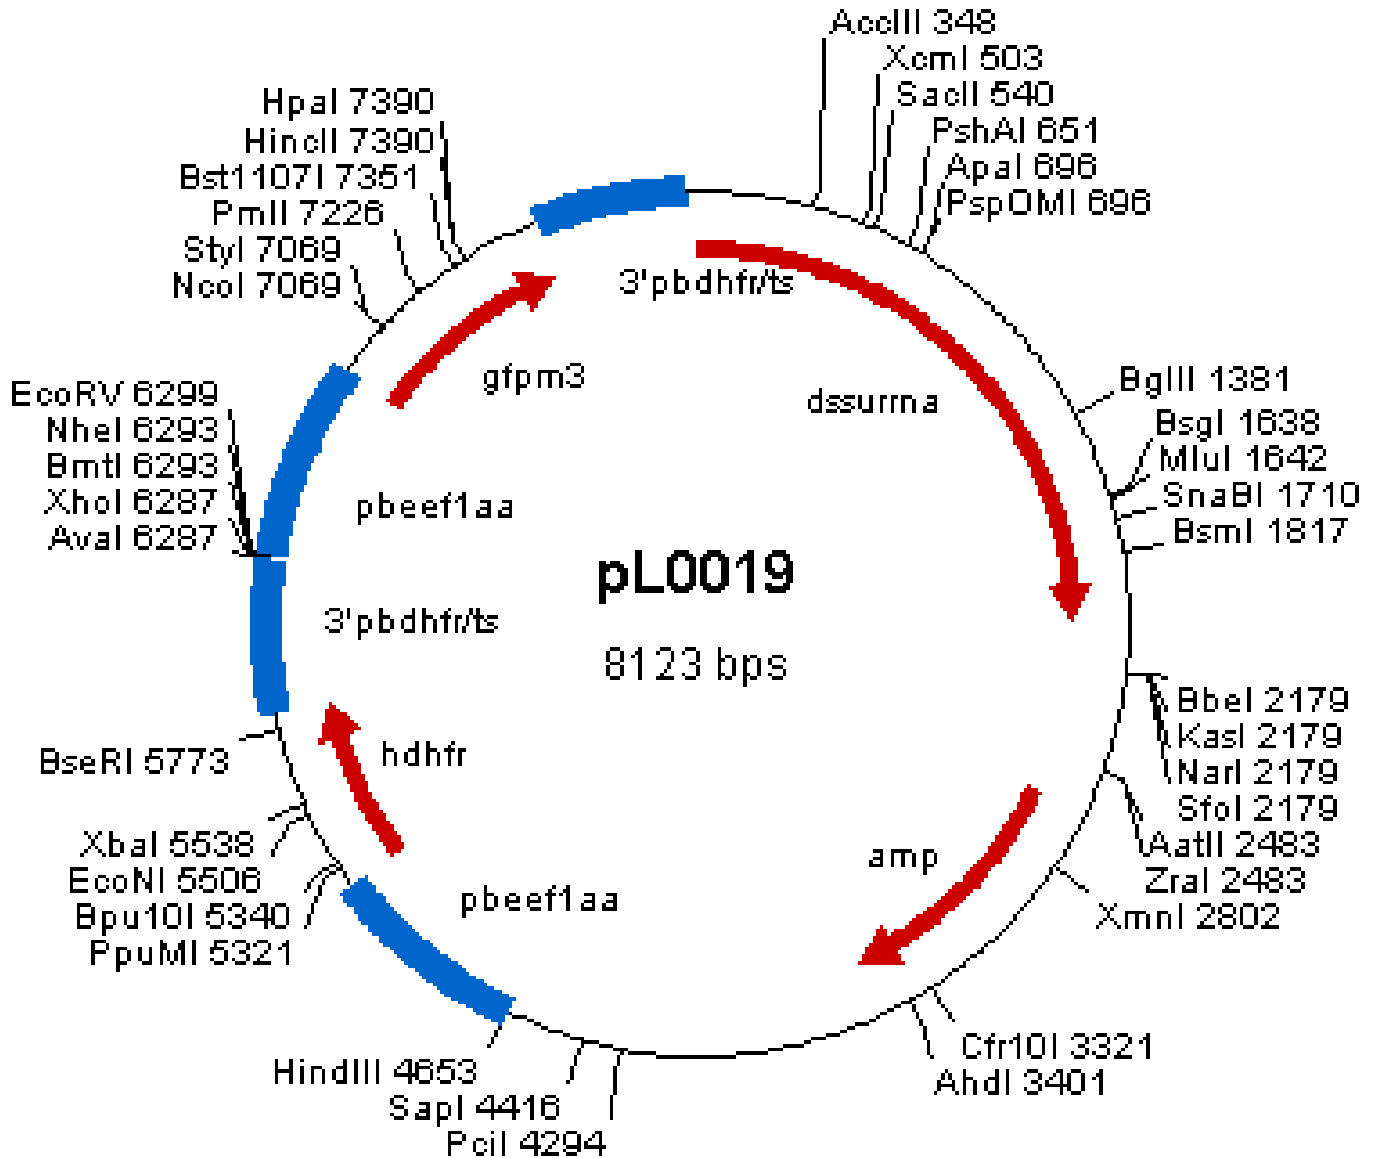 AccIII 348
XcmI 503
SacII 540
PshAI 651
ApaI 696
PspOMI 696
HpaI 7390
HincII 7390
Bst1107I 7351
PmlI 7226
StyI 7069
NcoI 7069
3'pbdhfr/ts
gfpm3
dssurrna
BglII 1381
BsgI 1638
MluI 1642
SnaBI 1710
BsmI 1817
EcoRV 6299
NheI 6293
BmtI 6293
XhoI 6287
AvaI 6287
pbeef1aa
pL0019
8123 bps
3'pbdhfr/ts
BbeI 2179
KasI 2179
NarI 2179
SfoI 2179
AatII 2483
ZraI 2483
XmnI 2802
BseRI 5773
hdhfr
XbaI 5538
EcoNI 5506
Bpu10I 5340
PpuMI 5321
amp
pbeef1aa
Cfr10I 3321
AhdI 3401
HindIII 4653
SapI 4416
PciI 4294